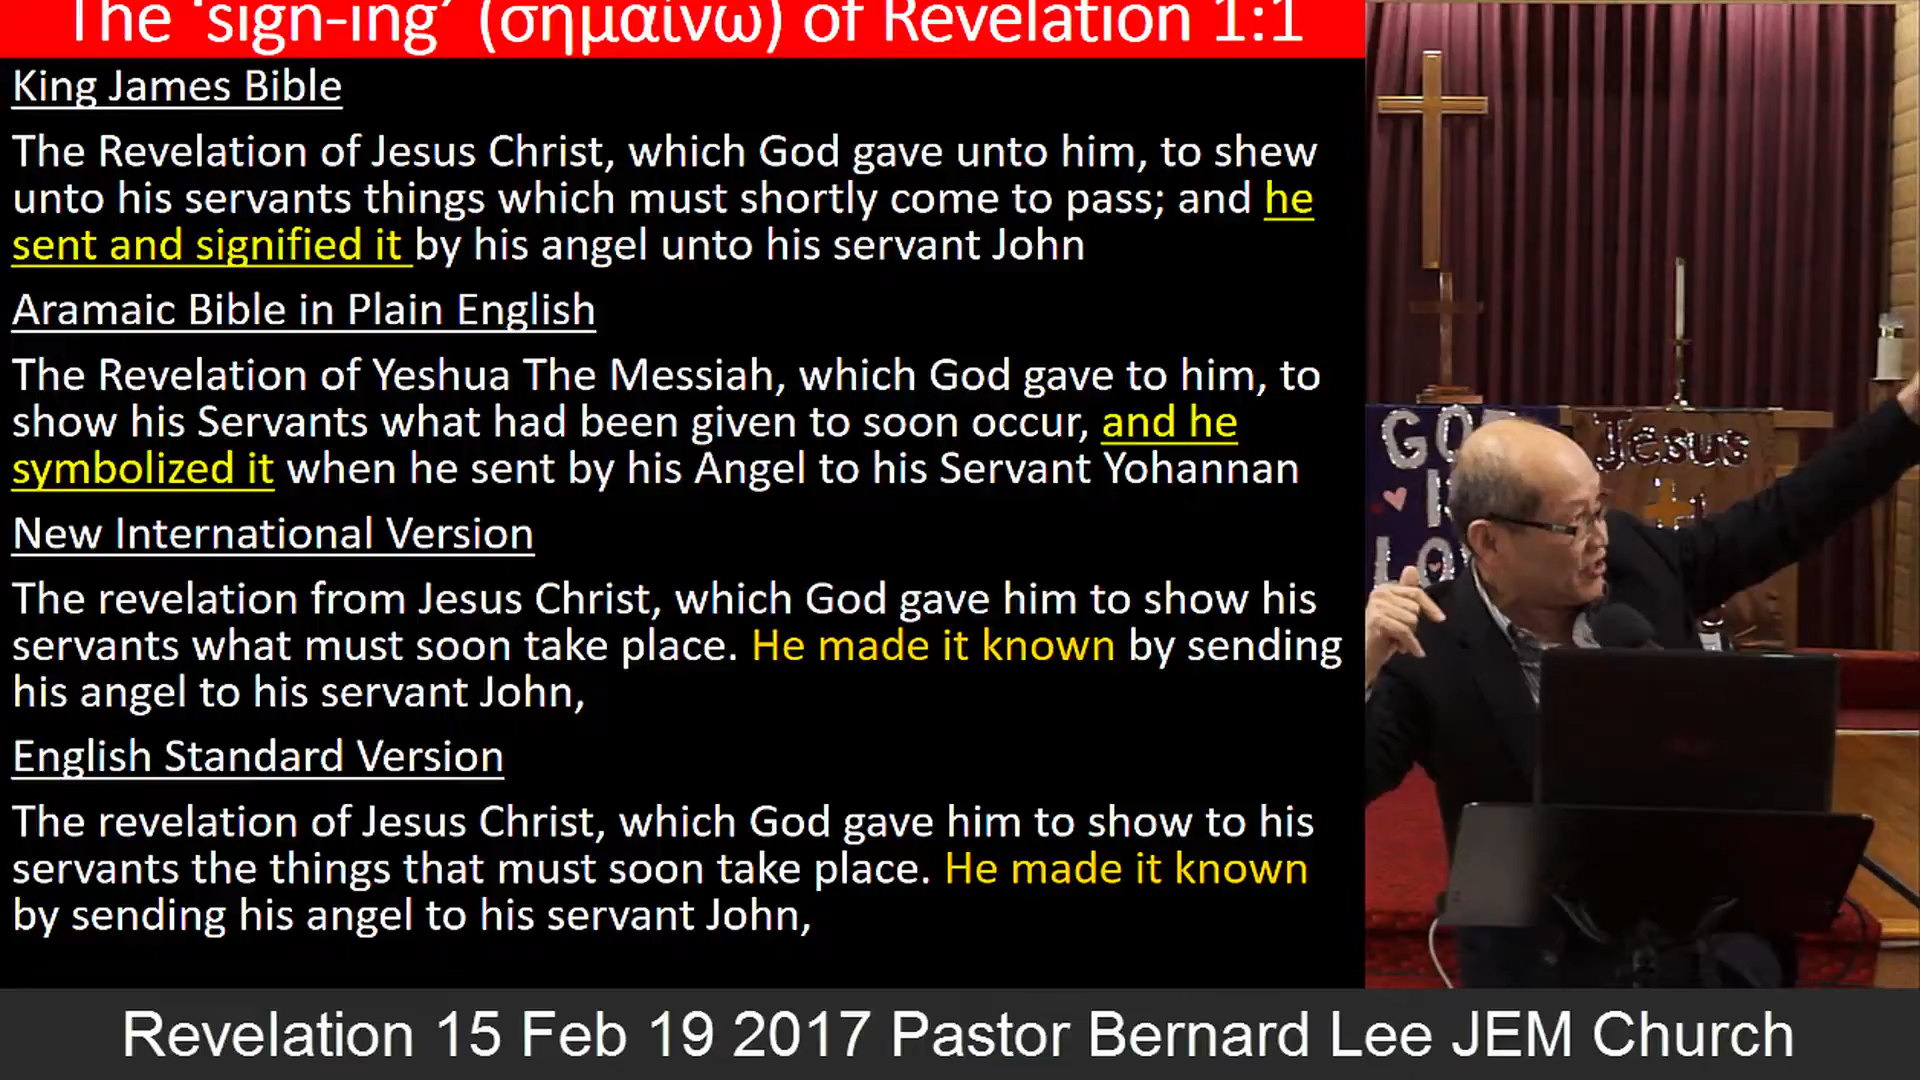 The ‘sign-ing’ (σημαίνω) of Revelation 1:1
King James Bible
The Revelation of Jesus Christ, which God gave unto him, to shew
unto his servants things which must shortly come to pass; and he
sent and signified it by his angel unto his servant John
Aramaic Bible in Plain English
The Revelation of Yeshua The Messiah, which God gave to him, to
show his Servants what had been given to soon occur, and he
symbolized it when he sent by his Angel to his Servant Yohannan
New International Version
The revelation from Jesus Christ, which God gave him to show his
servants what must soon take place. He made it known by sending
his angel to his servant John,
English Standard Version
The revelation of Jesus Christ, which God gave him to show to his
servants the things that must soon take place. He made it known
by sending his angel to his servant John,
GOD
Jesus
Revelation 15 Feb 19 2017 Pastor Bernard Lee JEM Church